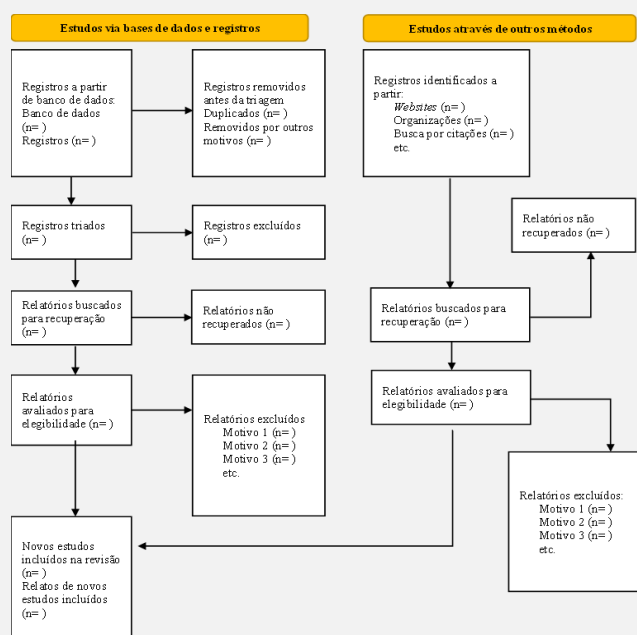 Estudos via bases de dados e registros
Registros a partir
de banco de dados:
Banco de dados
(n= )
Registros (n= )
Registros removidos
antes da triagem
Duplicados (n= )
Removidos por outros
motivos (n= )
Registros triados
(n= )
Registros excluídos
(n= )
Relatórios buscados
para recuperação
(n= )
Relatórios não
recuperados (n= )
Relatórios
avaliados para
elegibilidade (n= )
Relatórios excluídos
Motivo 1 (n= )
Motivo 2 (n= )
Motivo 3 (n= )
etc.
Novos estudos
incluídos na revisão
(n= )
Relatos de novos
estudos incluídos
(n= )
Estudos através de outros métodos
Registros identificados a
partir:
Websites (n= )
Organizações (n= )
Busca por citações (n= )
etc.
Relatórios não
recuperados (n= )
Relatórios buscados para
recuperação (n= )
Relatórios avaliados para
elegibilidade (n= )
Relatórios excluídos:
Motivo 1 (n= )
Motivo 2 (n= )
Motivo 3 (n= )
etc.